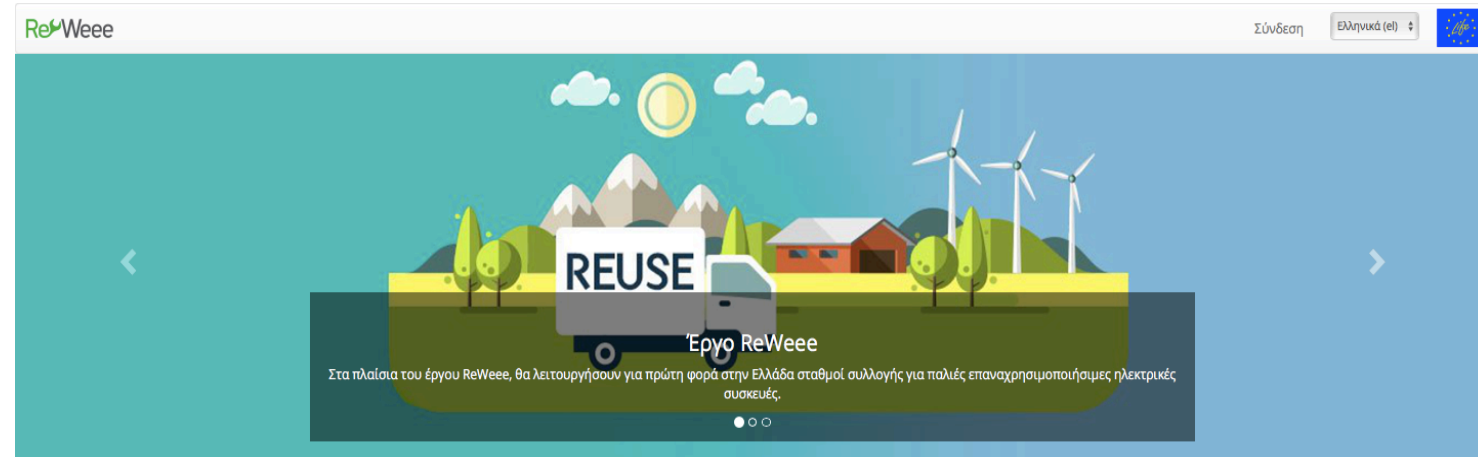 ReWeee
Σύνδεση
Ελληνικά (el)
Life
REUSE
Έργο ReWeee
Στα πλαίσια του έργου ReWeee, θα λειτουργήσουν για πρώτη φορά στην Ελλάδα σταθμοί συλλογής για παλιές επαναχρησιμοποιήσιμες ηλεκτρικές
συσκευές.